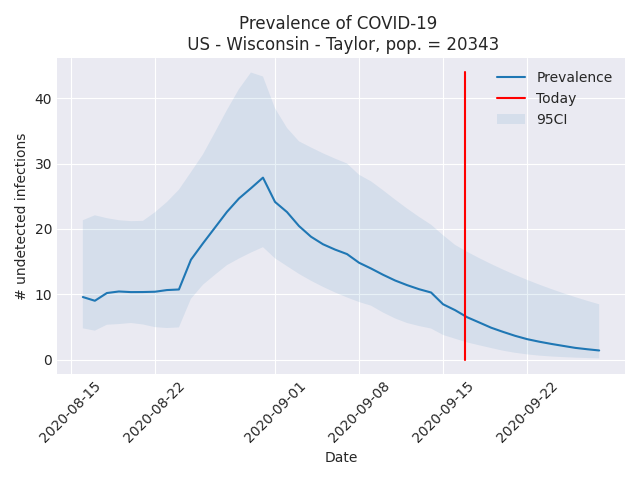 Prevalence of COVID-19
US - Wisconsin - Taylor, pop. = 20343
Prevalence
Today
95CI
# undetected infections
40
30
20
10
0
2020-08-15
2020-08-22
2020-09-01
2020-09-08
2020-09-15
2020-09-22
Date